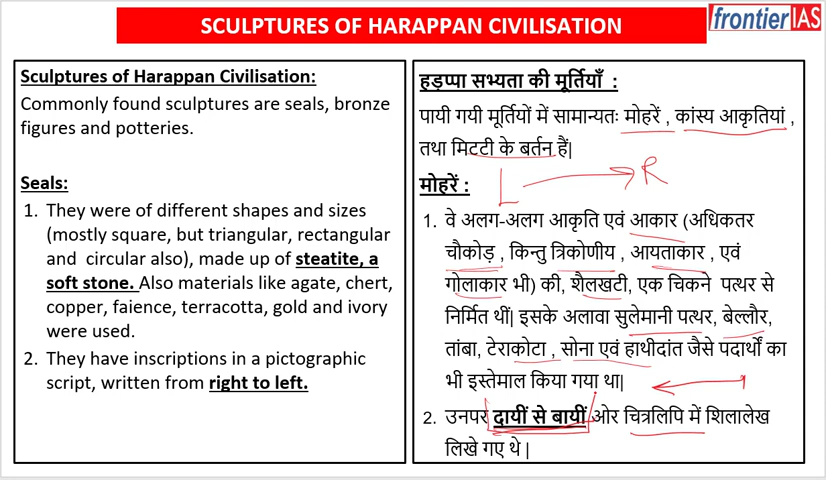 SCULPTURES OF HARAPPAN CIVILISATION
frontierIAS
Sculptures of Harappan Civilisation:
Commonly found sculptures are seals, bronze
figures and potteries.
Seals:
1. They were of different shapes and sizes
(mostly square, but triangular, rectangular
and circular also), made up of steatite, a
soft stone. Also materials like agate, chert,
copper, faience, terracotta, gold and ivory
were used.
2. They have inscriptions in a pictographic
script, written from right to left.
हड़प्पा सभ्यता की मूर्तियाँ :
पायी गयी मूर्तियों में सामान्यतः मोहरें , कांस्य आकृतियां ,
तथा मिटटी के बर्तन हैं|
L R
मोहरें :
1. वे अलग-अलग आकृति एवं आकार (अधिकतर
चौकोड़ , किन्तु त्रिकोणीय , आयताकार , एवं
गोलाकार भी) की, शैलखटी, एक चिकने पत्थर से
निर्मित थीं| इसके अलावा सुलेमानी पत्थर, बेल्लौर,
तांबा, टेराकोटा , सोना एवं हाथीदांत जैसे पदार्थों का
भी इस्तेमाल किया गया था|
2. उनपर दायीं से बायीं ओर चित्रलिपि में शिलालेख
लिखे गए थे |